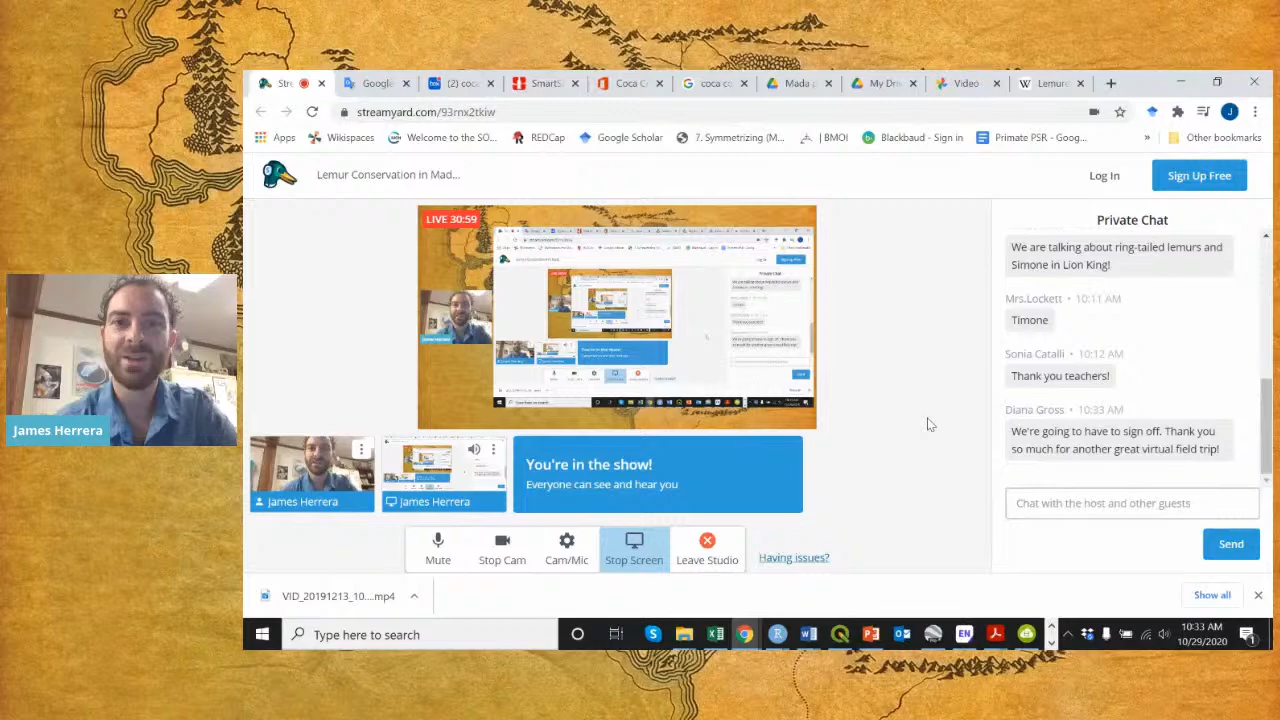 Stre
Google
(2) coca
SmartS
Coca C
coca co
Mada p
My Dri
Video
Lemur
streamyard.com/93rnx2tkiw
Apps
Wikispaces
Welcome to the SO...
REDCap
Google Scholar
7. Symmetrizing (M...
| BMOI
Blackbaud - Sign in
Primate PSR - Goog...
»
Other bookmarks
Lemur Conservation in Mad...
Log In
Sign Up Free
LIVE 30:59
Private Chat
We are talking about ring-tailed lemurs and
Simians in Lion King!
Mrs.Lockett • 10:11 AM
Timon
10:12 AM
Thank you teachers!
Diana Gross • 10:33 AM
We're going to have to sign off. Thank you
so much for another great virtual field trip!
James Herrera
James Herrera
James Herrera
You're in the show!
Everyone can see and hear you
Chat with the host and other guests
Send
Mute
Stop Cam
Cam/Mic
Stop Screen
Leave Studio
Having issues?
VID_20191213_10....mp4
Show all
Type here to search
EN
10:33 AM
10/29/2020